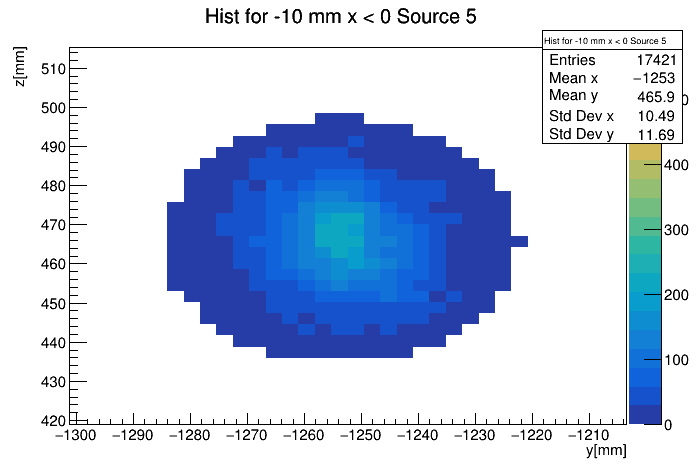 Hist for -10 mm x < 0 Source 5
z[mm]
Hist for -10 mm x < 0 Source 5
Entries 17421
Mean x −1253
Mean y 465.9
Std Dev x 10.49
Std Dev y 11.69
510
500
490
480
470
460
450
440
430
420
−1300 −1290 −1280 −1270 −1260 −1250 −1240 −1230 −1220 −1210
y[mm]
0
400
300
200
100
0